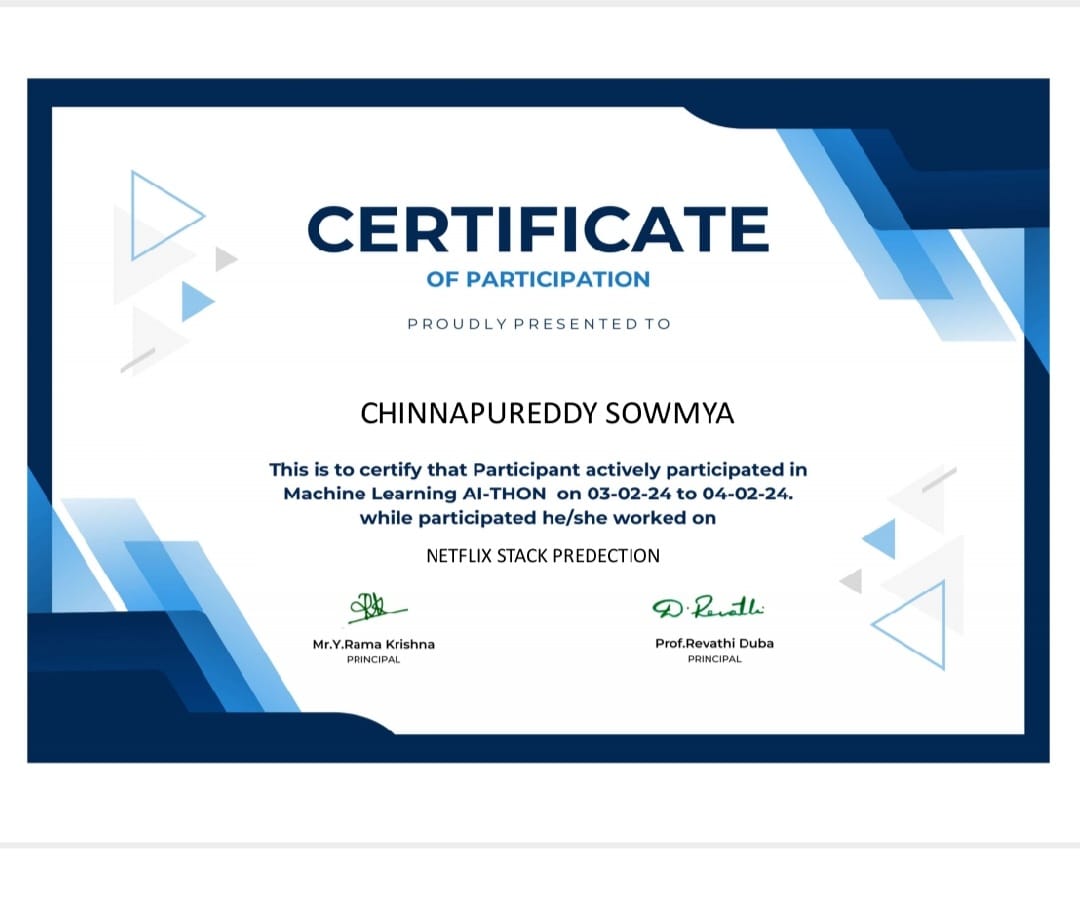 CERTIFICATE
OF PARTICIPATION
PROUDLY PRESENTED TO
CHINNAPUREDDY SOWMYA
This is to certify that Participant actively participated in
Machine Learning AI-THON on 03-02-24 to 04-02-24.
while participated he/she worked on
NETFLIX STACK PREDECTION
D. Revathi
Mr.Y.Rama Krishna
PRINCIPAL
Prof.Revathi Duba
PRINCIPAL